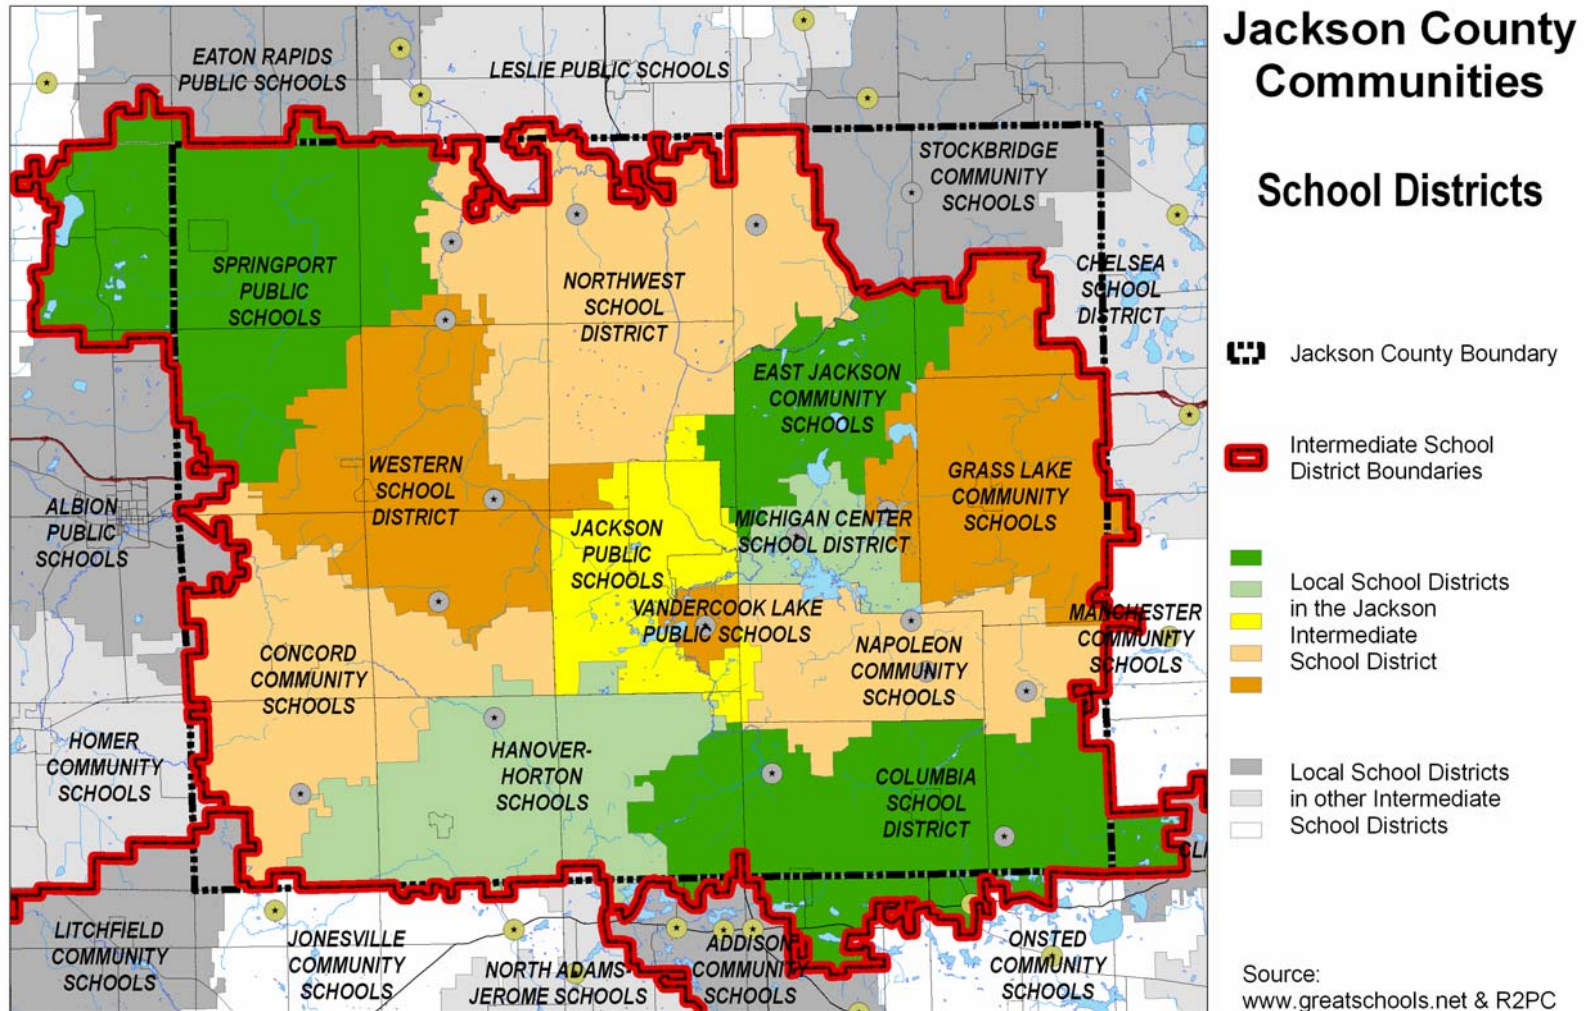 Jackson County
Communities
School Districts
EATON RAPIDS
PUBLIC SCHOOLS
LESLIE PUBLIC SCHOOLS
STOCKBRIDGE
COMMUNITY
SCHOOLS
SPRINGPORT
PUBLIC
SCHOOLS
NORTHWEST
SCHOOL
DISTRICT
CHELSEA
SCHOOL
DISTRICT
EAST JACKSON
COMMUNITY
SCHOOLS
WESTERN
SCHOOL
DISTRICT
GRASS LAKE
COMMUNITY
SCHOOLS
ALBION
PUBLIC
SCHOOLS
JACKSON
PUBLIC
SCHOOLS
MICHIGAN CENTER
SCHOOL DISTRICT
VANDERCOOK LAKE
PUBLIC SCHOOLS
MANCHESTER
COMMUNITY
SCHOOLS
CONCORD
COMMUNITY
SCHOOLS
NAPOLEON
COMMUNITY
SCHOOLS
HOMER
COMMUNITY
SCHOOLS
HANOVER-
HORTON
SCHOOLS
COLUMBIA
SCHOOL
DISTRICT
CLI
LITCHFIELD
COMMUNITY
SCHOOLS
JONESVILLE
COMMUNITY
SCHOOLS
NORTH ADAMS-
JEROME SCHOOLS
ADDISON
COMMUNITY
SCHOOLS
ONSTED
COMMUNITY
SCHOOLS
Jackson County Boundary
Intermediate School
District Boundaries
Local School Districts
in the Jackson
Intermediate
School District
Local School Districts
in other Intermediate
School Districts
Source:
www.greatschools.net & R2PC